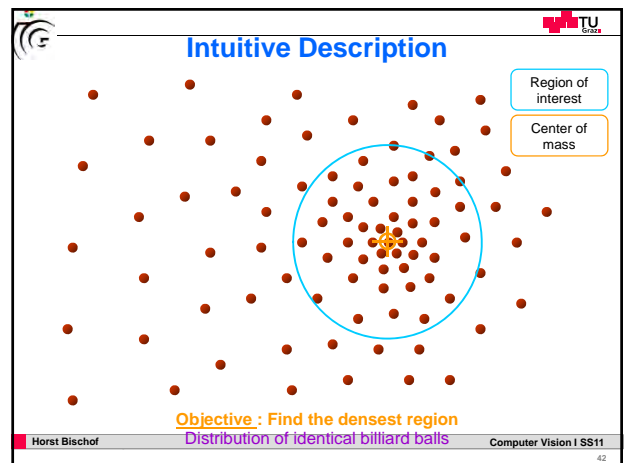 TU
Graz
Intuitive Description
Region of
interest
Center of
mass
Objective : Find the densest region
Distribution of identical billiard balls
Horst Bischof
Computer Vision I SS11
42